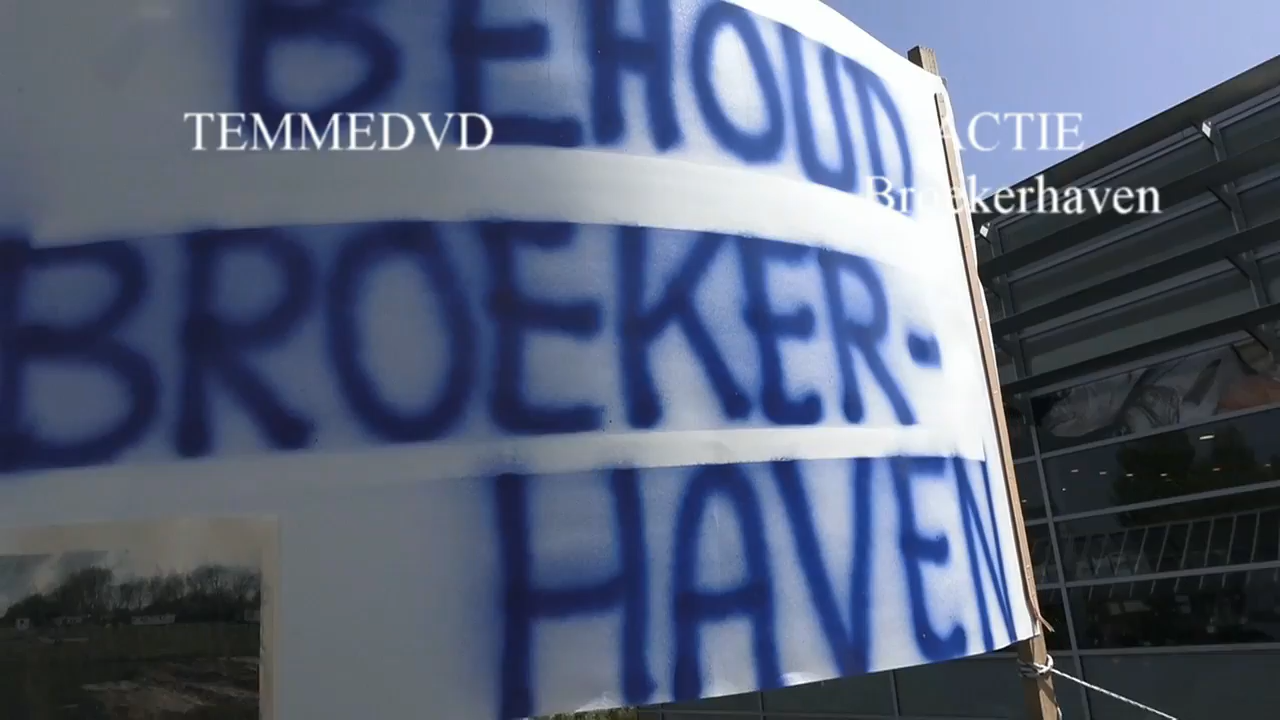 BEHOUD
TEMMEDVD
ACTIE
Broekerhaven
BROEKER-
HAVEN